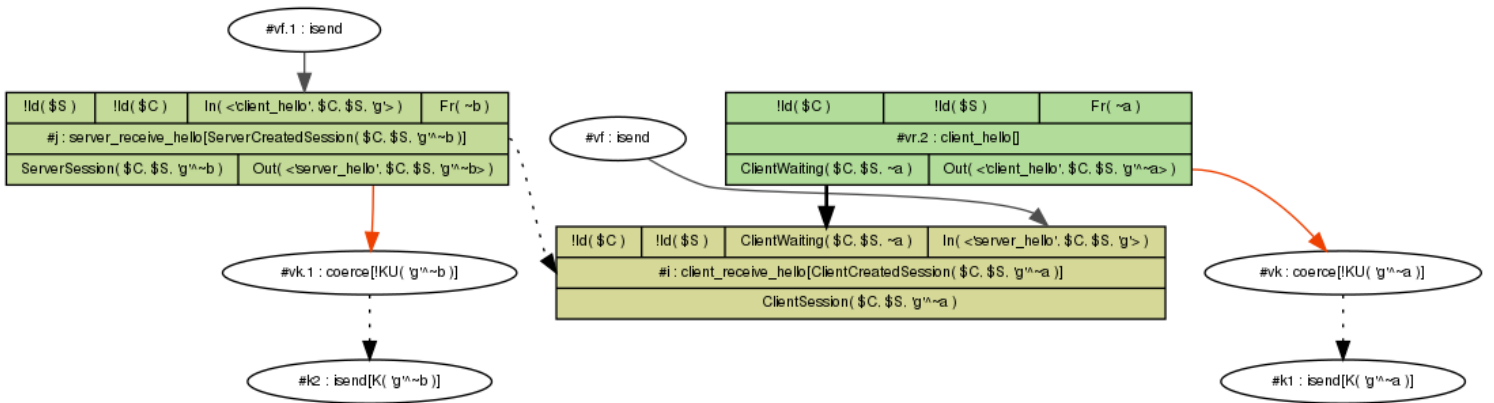 #vf.1 : isend
!Id( $S )
!Id( $C )
In( <'client_hello', $C, $S, 'g'> )
Fr( ~b )
#j : server_receive_hello[ServerCreatedSession( $C, $S, 'g'^~b )]
ServerSession( $C, $S, 'g'^~b )
Out( <'server_hello', $C, $S, 'g'^~b> )
#vf : isend
!Id( $C )
!Id( $S )
Fr( ~a )
#vr.2 : client_hello[]
ClientWaiting( $C, $S, ~a )
Out( <'client_hello', $C, $S, 'g'^~a> )
!Id( $C )
!Id( $S )
ClientWaiting( $C, $S, ~a )
In( <'server_hello', $C, $S, 'g'> )
#i : client_receive_hello[ClientCreatedSession( $C, $S, 'g'^~a )]
ClientSession( $C, $S, 'g'^~a )
#vk.1 : coerce[!KU( 'g'^~b )]
#vk : coerce[!KU( 'g'^~a )]
#k2 : isend[K( 'g'^~b )]
#k1 : isend[K( 'g'^~a )]